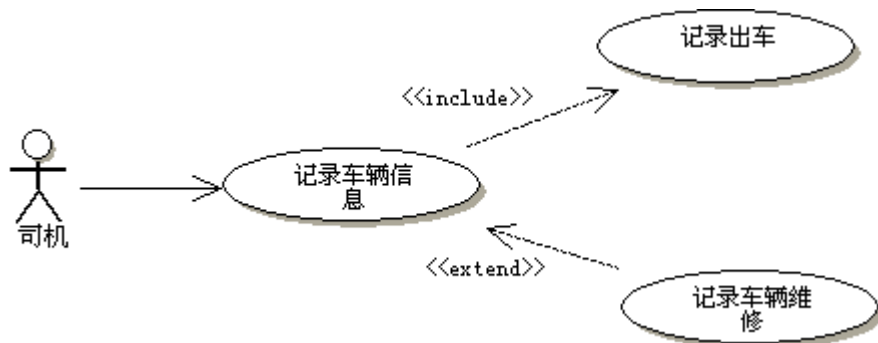 记录出车
<<include>>
记录车辆信
息
司机
<<extend>>
记录车辆维
修